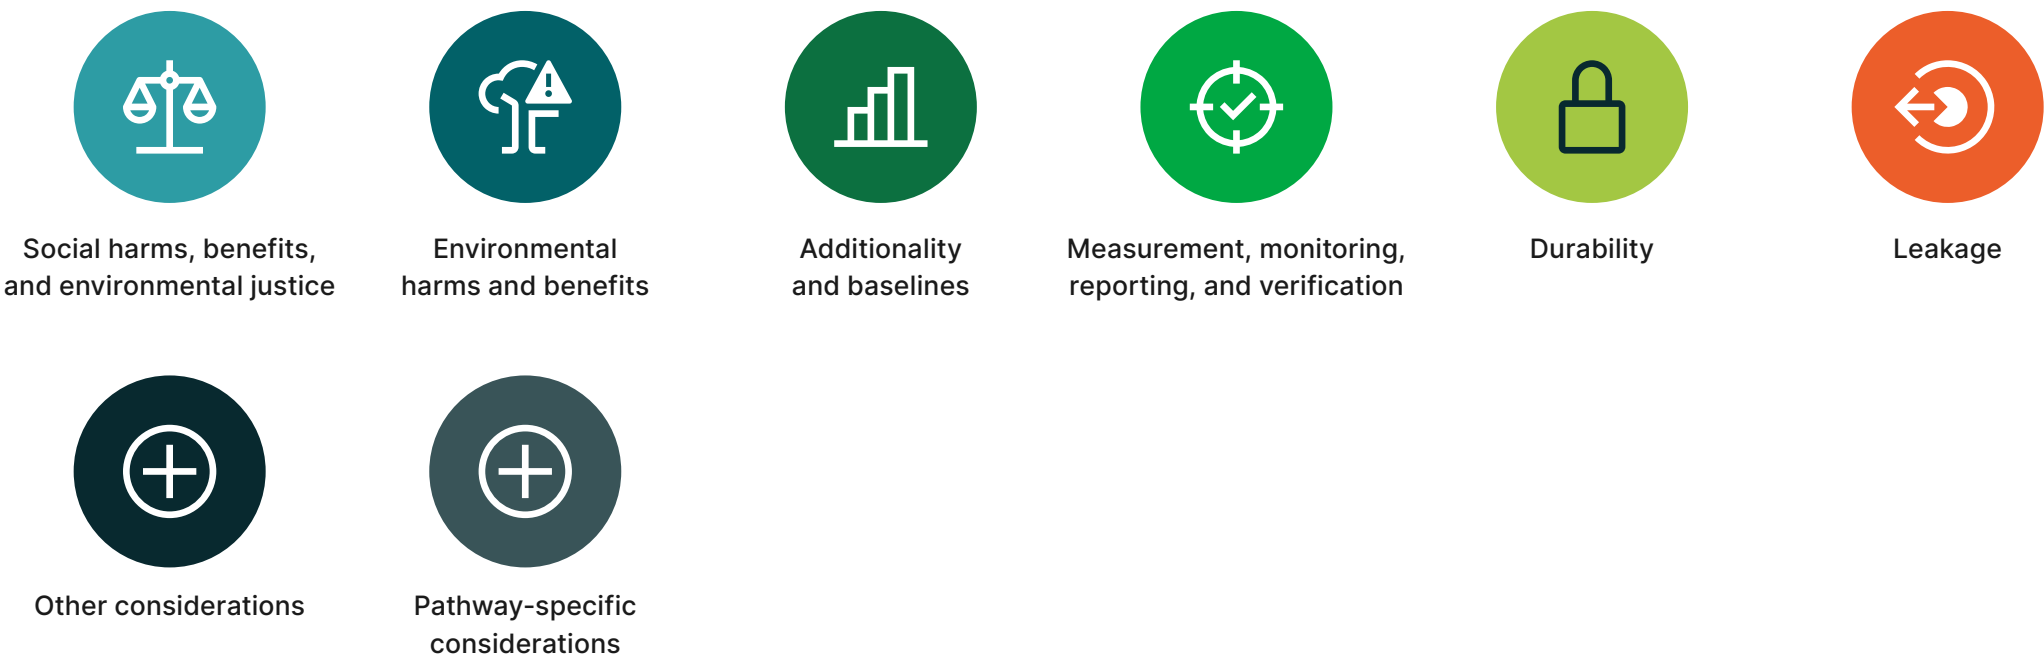 Social harms, benefits,
and environmental justice
Environmental
harms and benefits
Additionality
and baselines
Measurement, monitoring,
reporting, and verification
Durability
Leakage
Other considerations
Pathway-specific
considerations